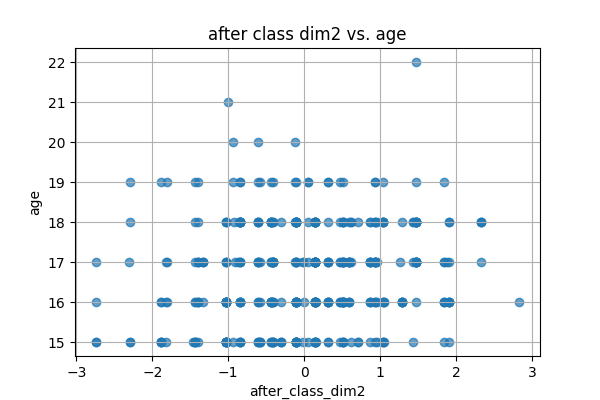 after class dim2 vs. age
22
21
20
19
18
17
16
15
age
−3 −2 −1 0 1 2 3
after_class_dim2